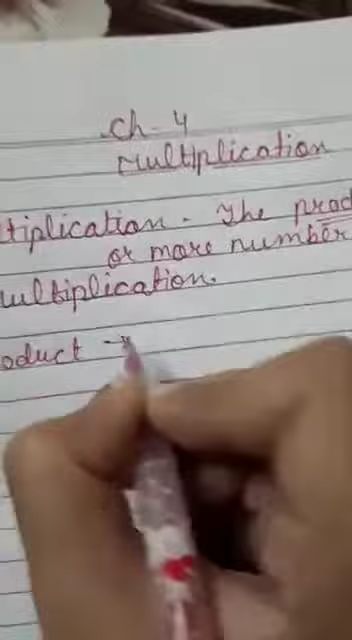 Ch - 4
Multiplication
tiplication - The prod
or more number
ultiplication.
oduct →